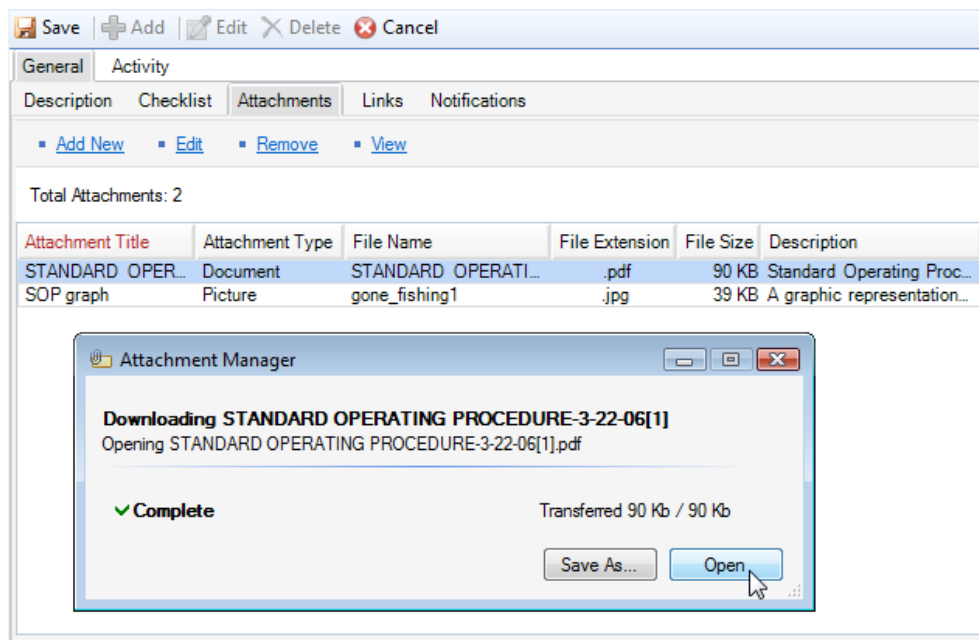 Save Add Edit Delete Cancel
General Activity
Description Checklist Attachments Links Notifications
Add New Edit Remove View
Total Attachments: 2
Attachment Title Attachment Type File Name File Extension File Size Description
STANDARD OPER... Document STANDARD OPERATI... .pdf 90 KB Standard Operating Proc...
SOP graph Picture gone_fishing1 .jpg 39 KB A graphic representation...
Attachment Manager
Downloading STANDARD OPERATING PROCEDURE-3-22-06[1]
Opening STANDARD OPERATING PROCEDURE-3-22-06[1].pdf
Complete Transferred 90 Kb / 90 Kb
Save As... Open